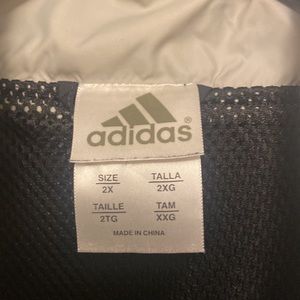 adidas
SIZE TALLA
2X 2XG
TAILLE TAM
2TG XXG
MADE IN CHINA